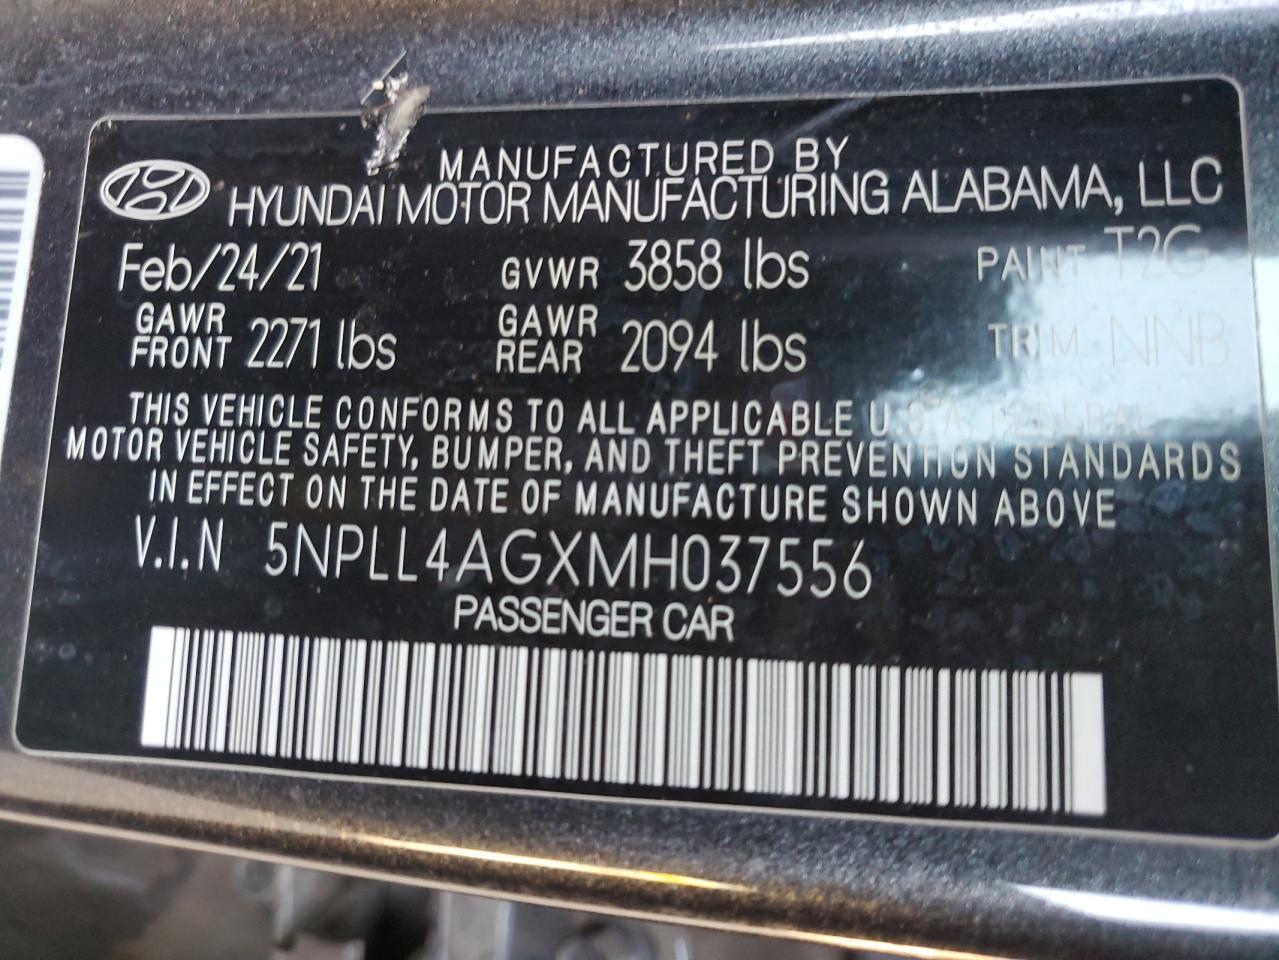 MANUFACTURED BY
HYUNDAI MOTOR MANUFACTURING ALABAMA, LLC
Feb/24/21 GVWR 3858 lbs PAINT T2G
GAWR FRONT 2271 lbs GAWR REAR 2094 lbs TRIM NNB
THIS VEHICLE CONFORMS TO ALL APPLICABLE U.S.A. FEDERAL
MOTOR VEHICLE SAFETY, BUMPER, AND THEFT PREVENTION STANDARDS
IN EFFECT ON THE DATE OF MANUFACTURE SHOWN ABOVE
V.I.N 5NPLL4AGXMH037556
PASSENGER CAR